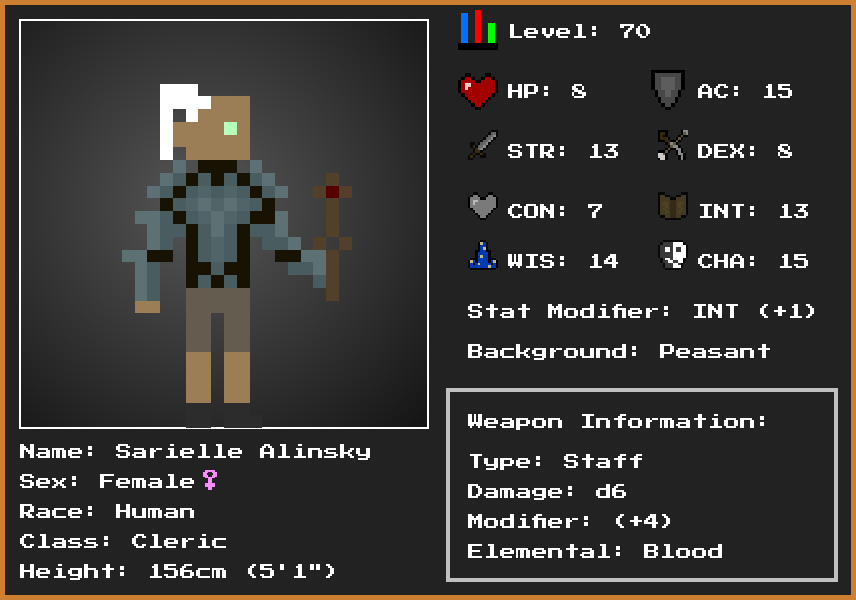 Level: 70
HP: 8
AC: 15
STR: 13
DEX: 8
CON: 7
INT: 13
WIS: 14
CHA: 15
Stat Modifier: INT (+1)
Background: Peasant
Weapon Information:
Type: Staff
Damage: d6
Modifier: (+4)
Elemental: Blood
Name: Sarielle Alinsky
Sex: Female♀
Race: Human
Class: Cleric
Height: 156cm (5'1")